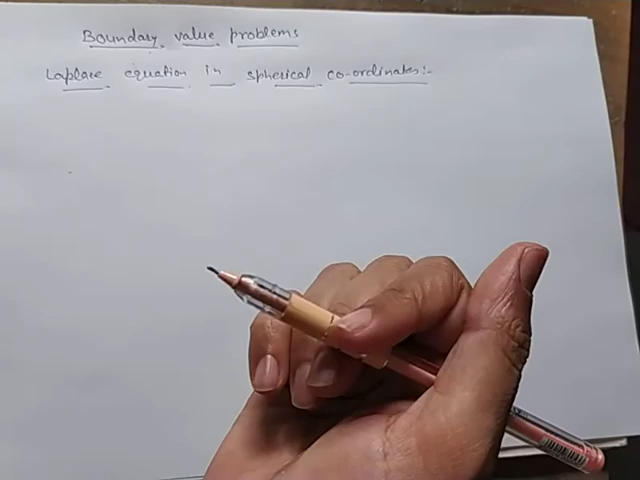 Boundary value problems
Laplace equation in spherical co-ordinates:-